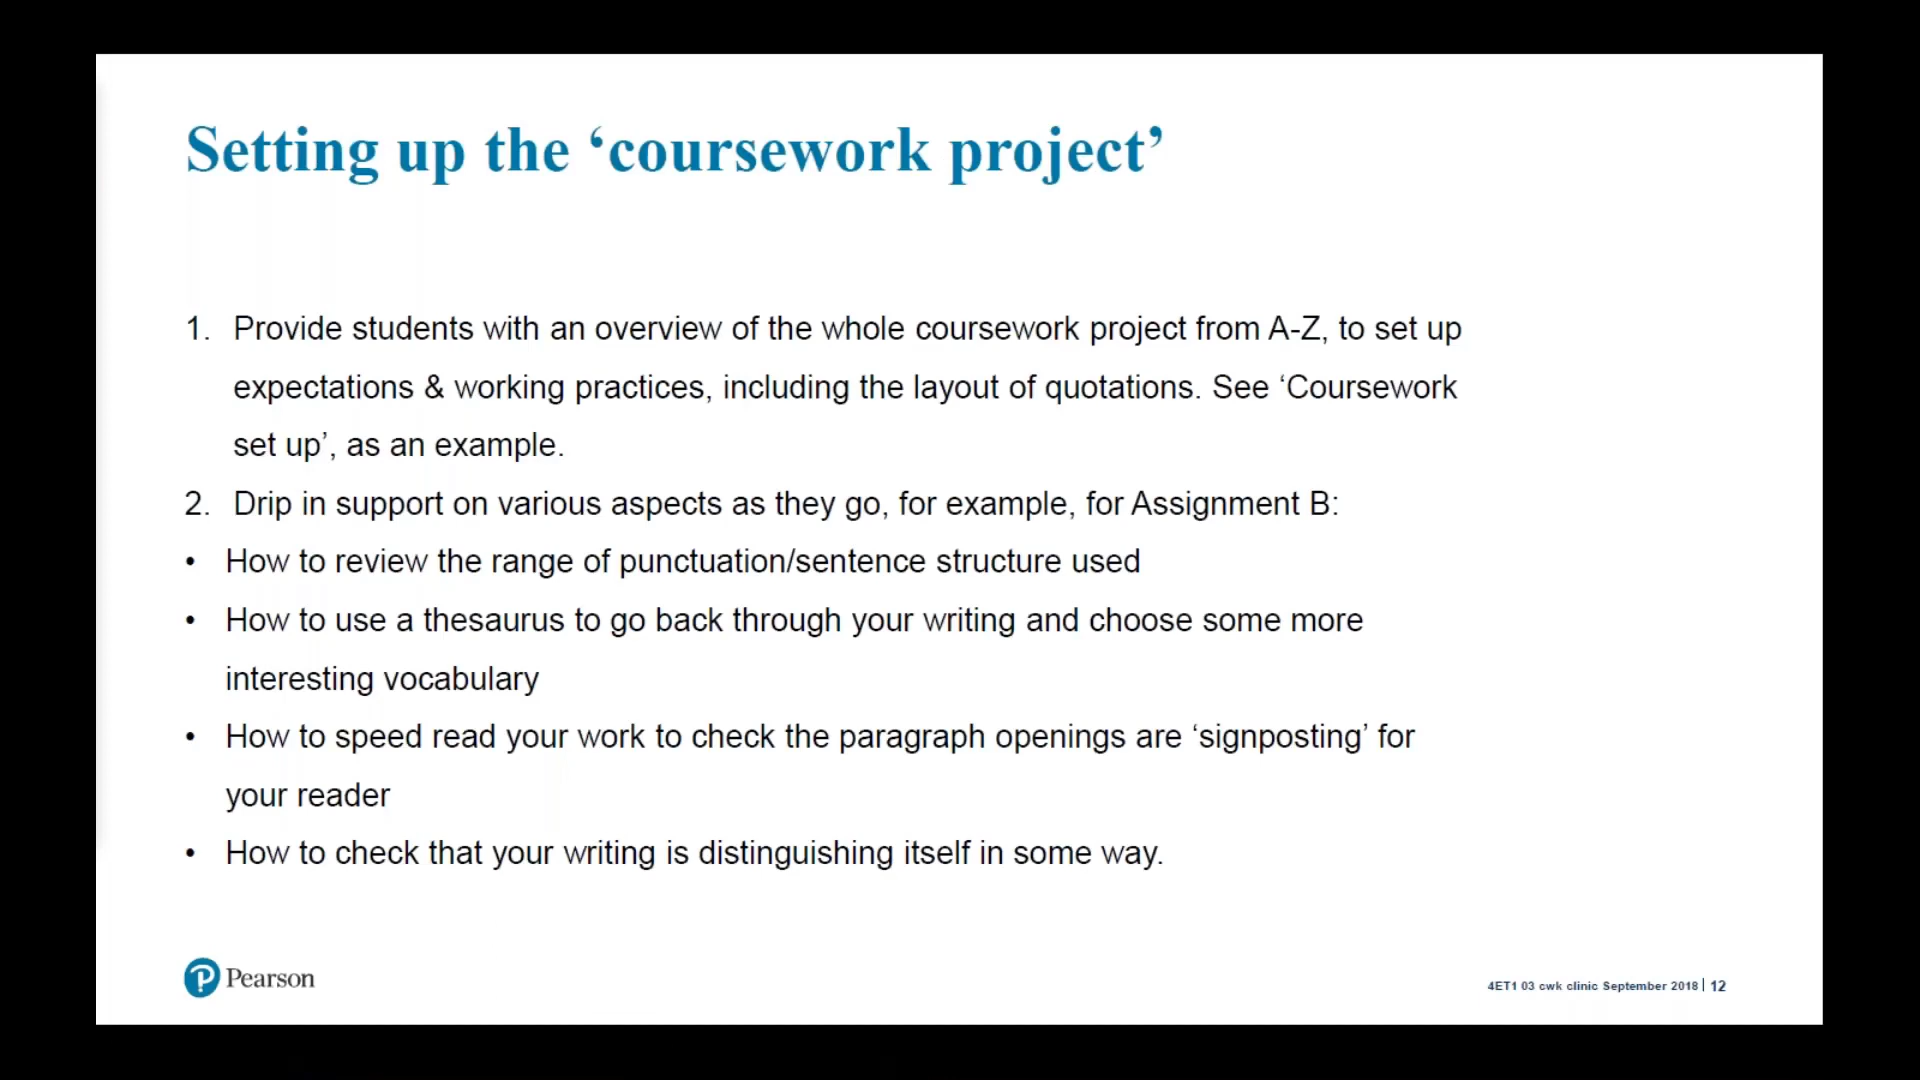 Setting up the ‘coursework project’
1. Provide students with an overview of the whole coursework project from A-Z, to set up
expectations & working practices, including the layout of quotations. See ‘Coursework
set up’, as an example.
2. Drip in support on various aspects as they go, for example, for Assignment B:
• How to review the range of punctuation/sentence structure used
• How to use a thesaurus to go back through your writing and choose some more
interesting vocabulary
• How to speed read your work to check the paragraph openings are ‘signposting’ for
your reader
• How to check that your writing is distinguishing itself in some way.
Pearson
4ET1 03 cwk clinic September 2018 | 12